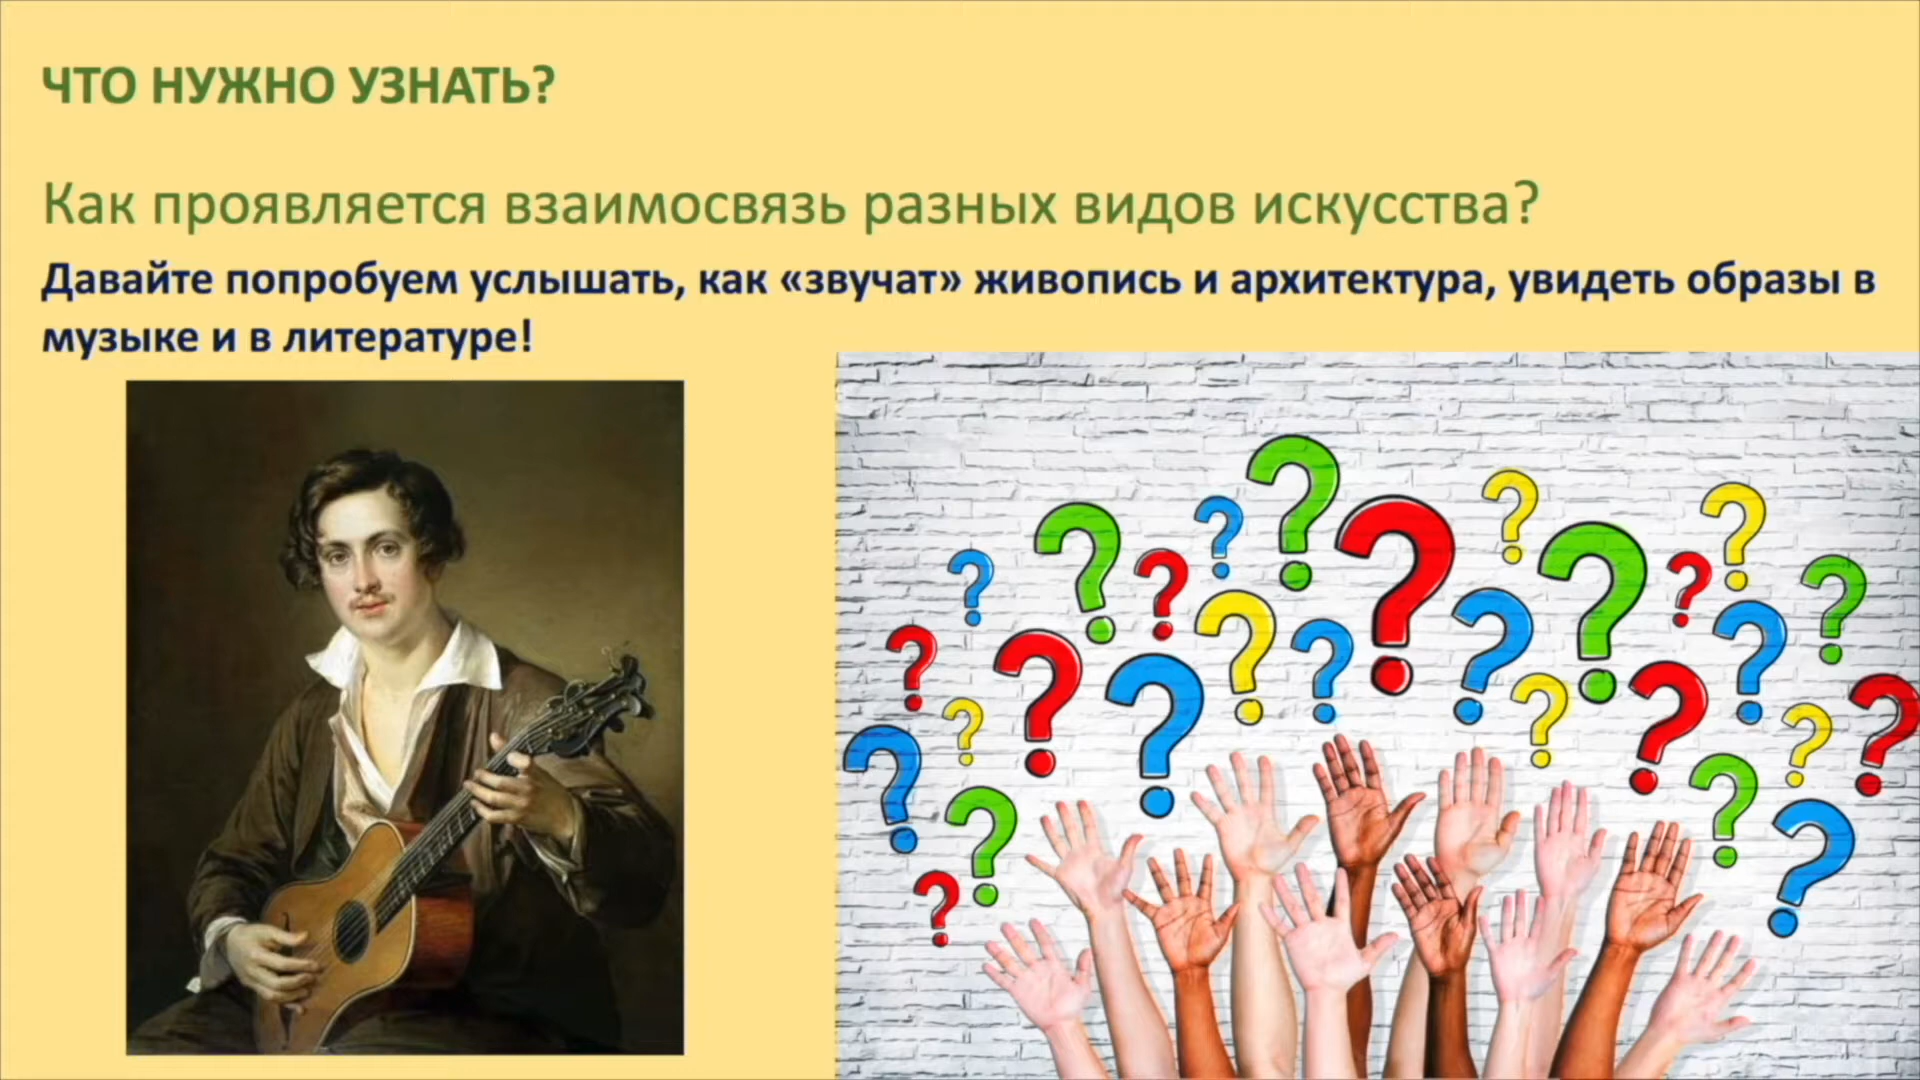 ЧТО НУЖНО УЗНАТЬ?
Как проявляется взаимосвязь разных видов искусства?
Давайте попробуем услышать, как «звучат» живопись и архитектура, увидеть образы в
музыке и в литературе!